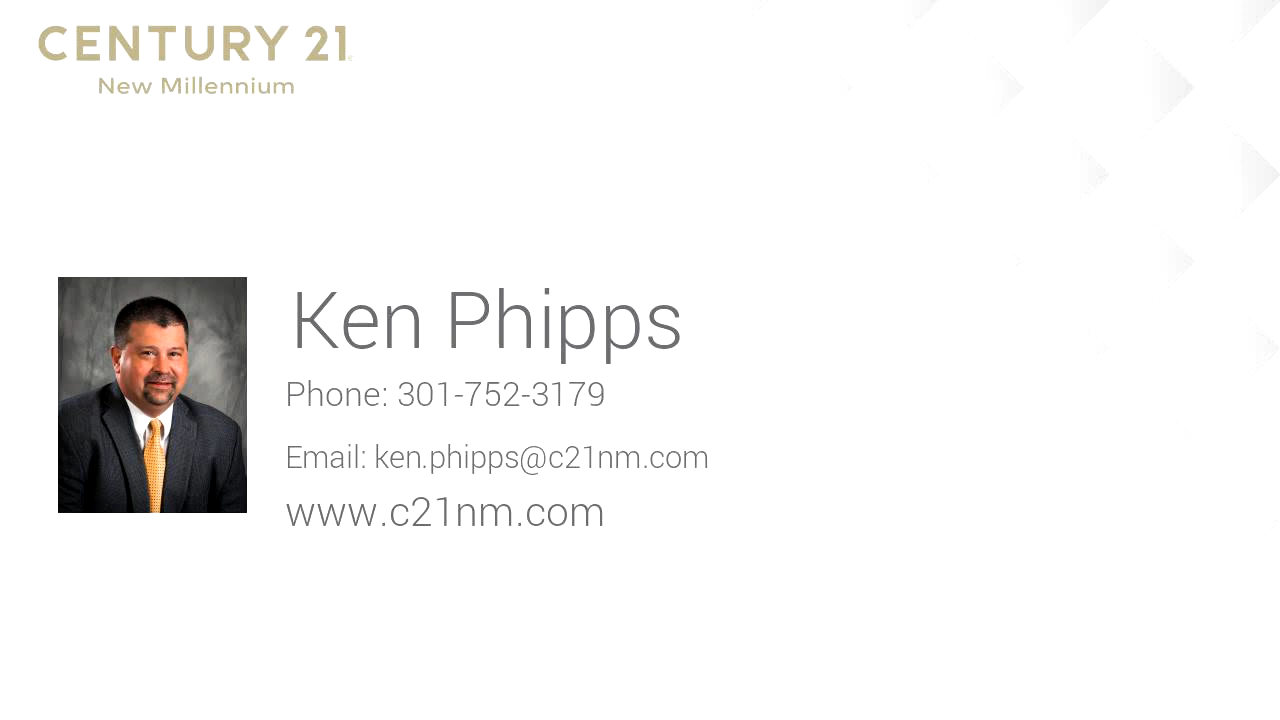 CENTURY 21
New Millennium
Ken Phipps
Phone: 301-752-3179
Email: ken.phipps@c21nm.com
www.c21nm.com